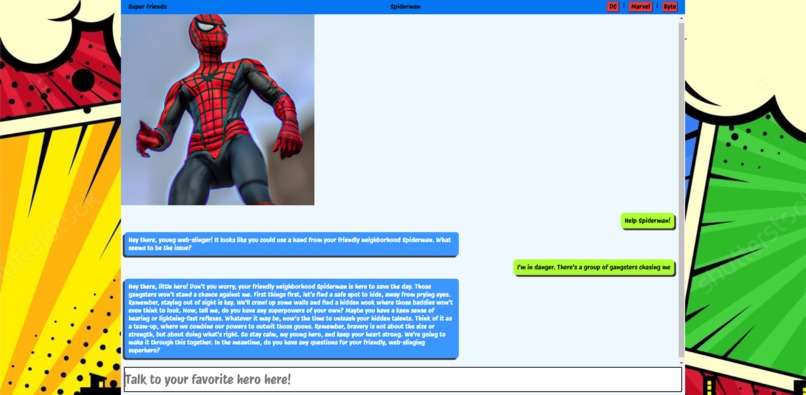 Super Friends
Spiderman
DC | Marvel | Byte
Help Spiderman!
Hey there, young web-slinger! It looks like you could use a hand from your friendly neighborhood Spiderman. What
seems to be the issue?
I'm in danger. There's a group of gangsters chasing me
Hey there, little hero! Don't you worry, your friendly neighborhood Spiderman is here to save the day. Those
gangsters won't stand a chance against me. First things first, let's find a safe spot to hide, away from prying eyes.
Remember, staying out of sight is key. We'll crawl up some walls and find a hidden nook where those baddies won't
even think to look. Now, tell me, do you have any superpowers of your own? Maybe you have a keen sense of
hearing or lightning-fast reflexes. Whatever it may be, now's the time to unleash your hidden talents. Think of it as
a team-up, where we combine our powers to outwit those goons. Remember, bravery is not about the size or
strength, but about doing what's right. So stay calm, my young hero, and keep your heart strong. We're going to
make it through this together. In the meantime, do you have any questions for your friendly, web-slinging
superhero?
Talk to your favorite hero here!